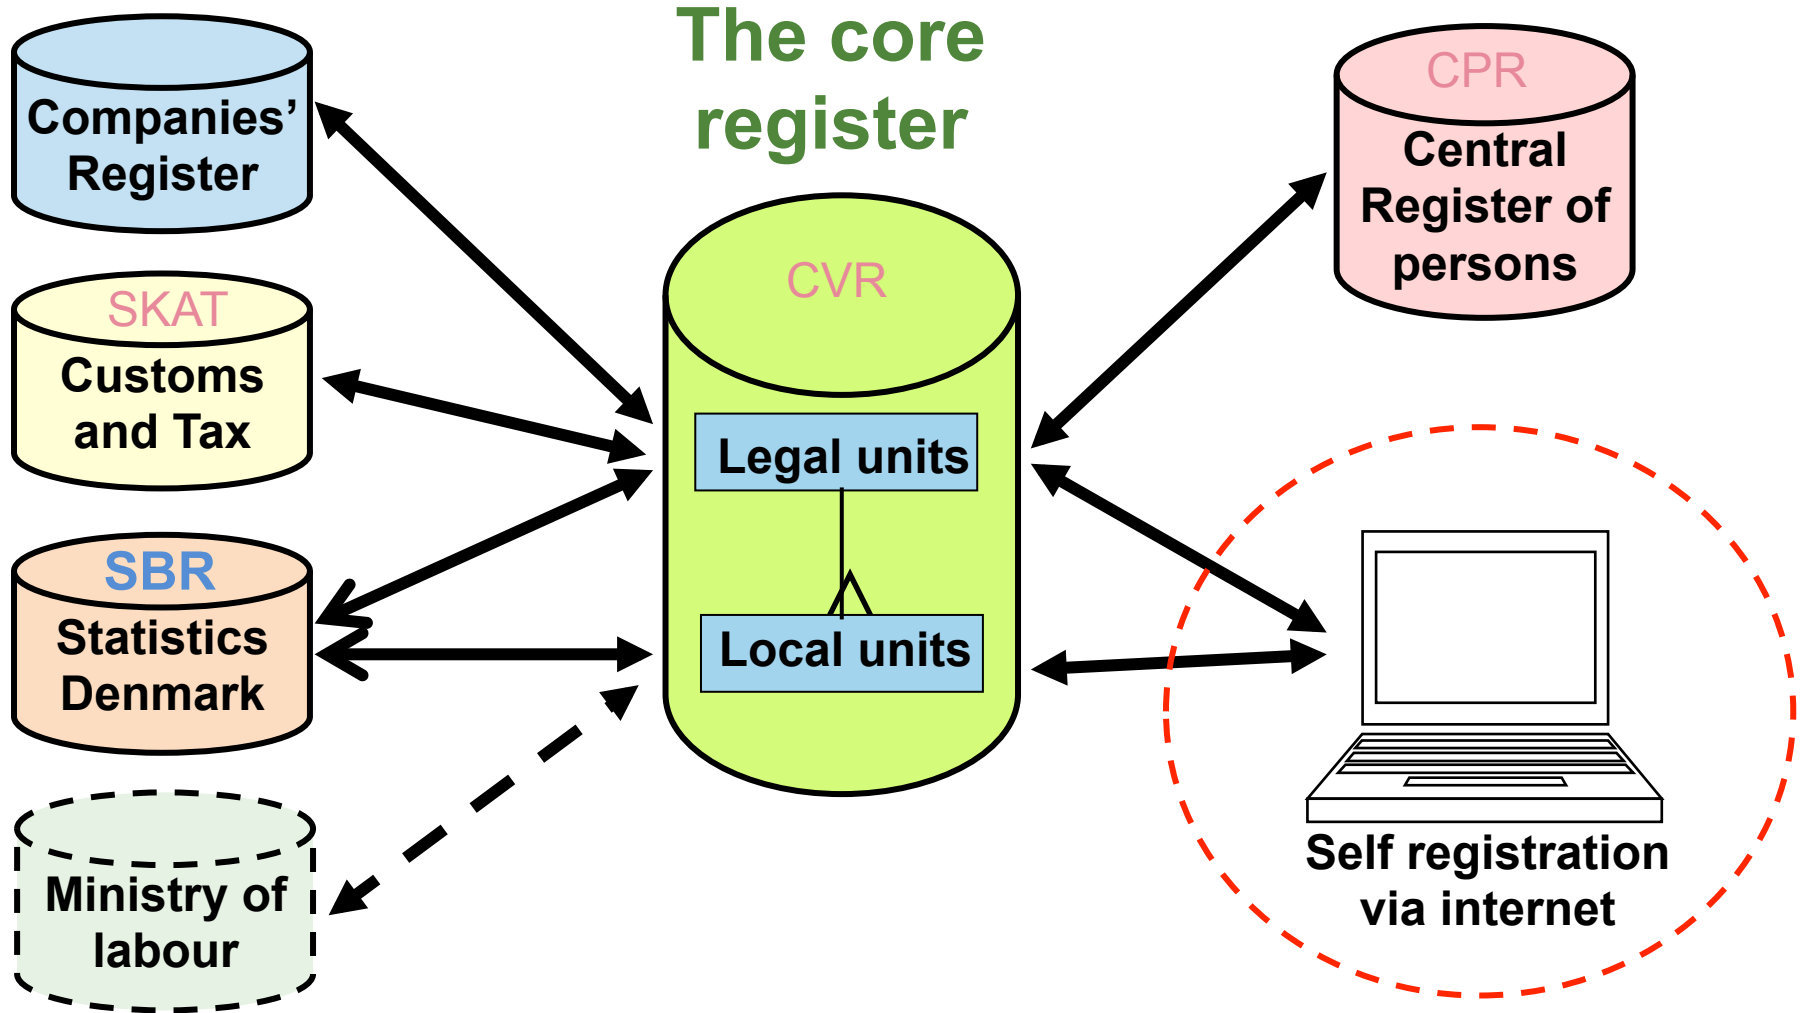 The core
register
Companies’
Register
SKAT
Customs
and Tax
SBR
Statistics
Denmark
Ministry of
labour
CVR
Legal units
Local units
CPR
Central
Register of
persons
Self registration
via internet